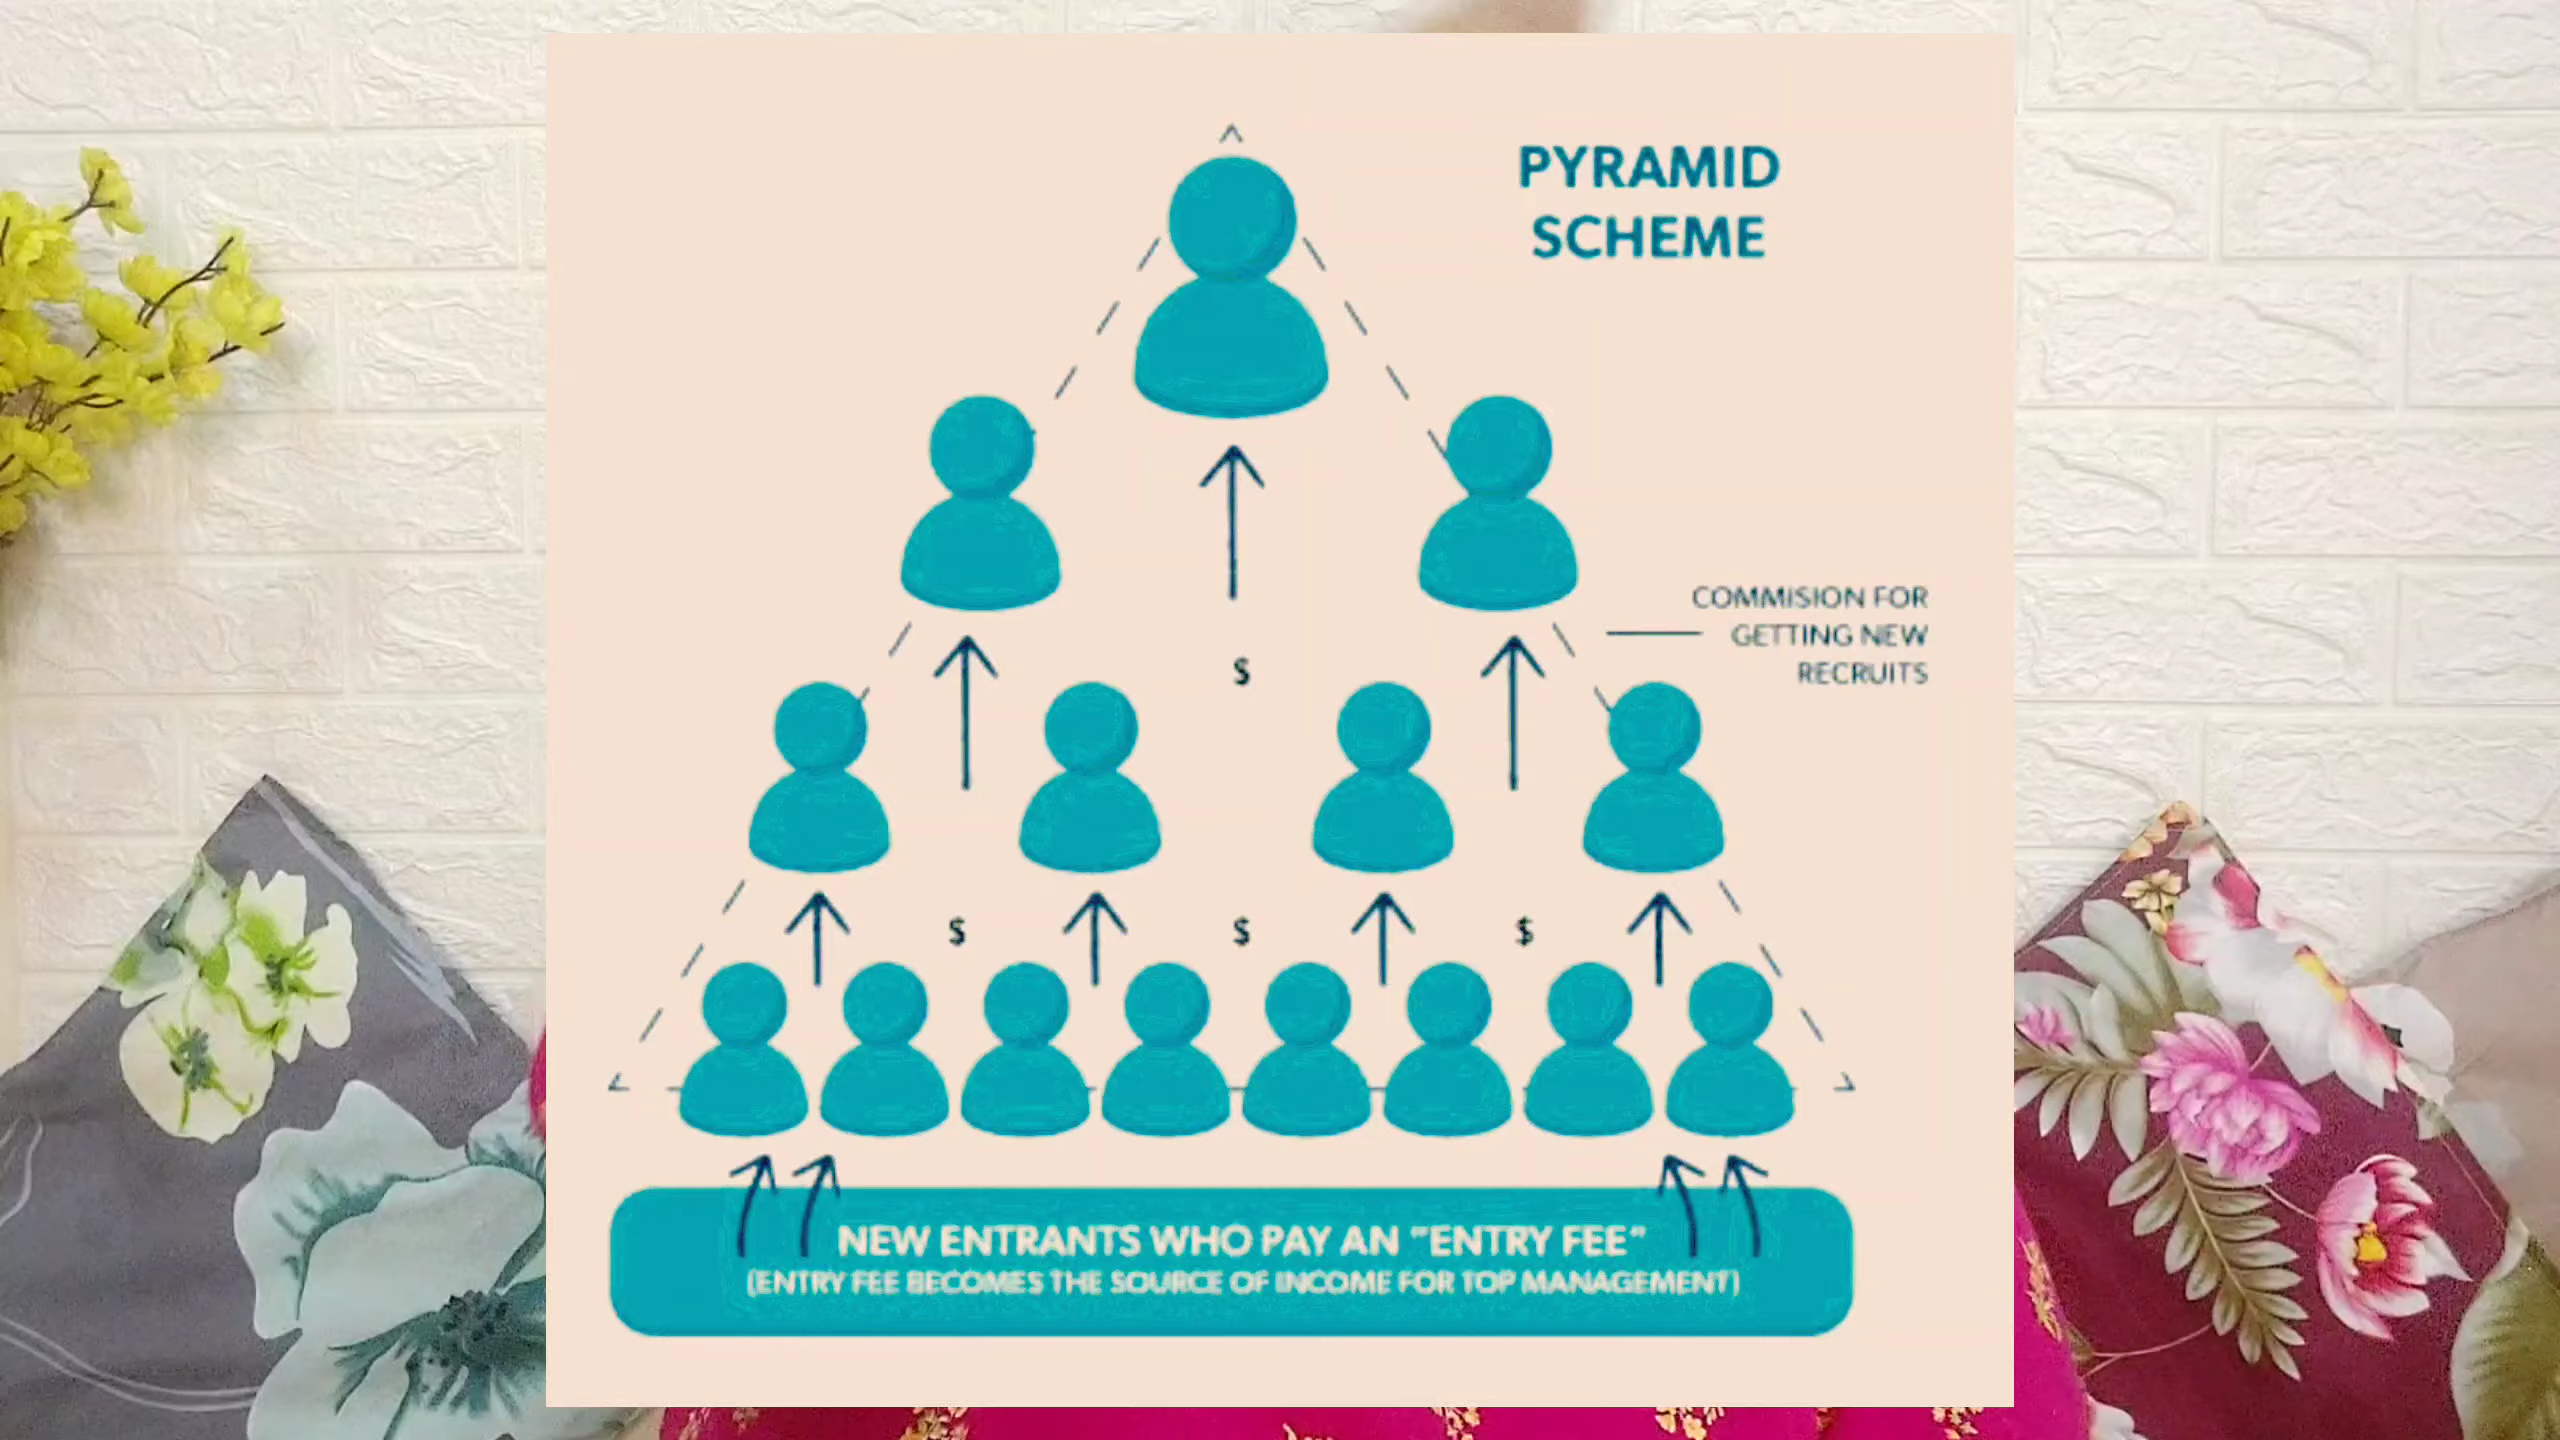 PYRAMID
SCHEME
COMMISION FOR
GETTING NEW
RECRUITS
$
$ $ $
NEW ENTRANTS WHO PAY AN "ENTRY FEE"
(ENTRY FEE BECOMES THE SOURCE OF INCOME FOR TOP MANAGEMENT)